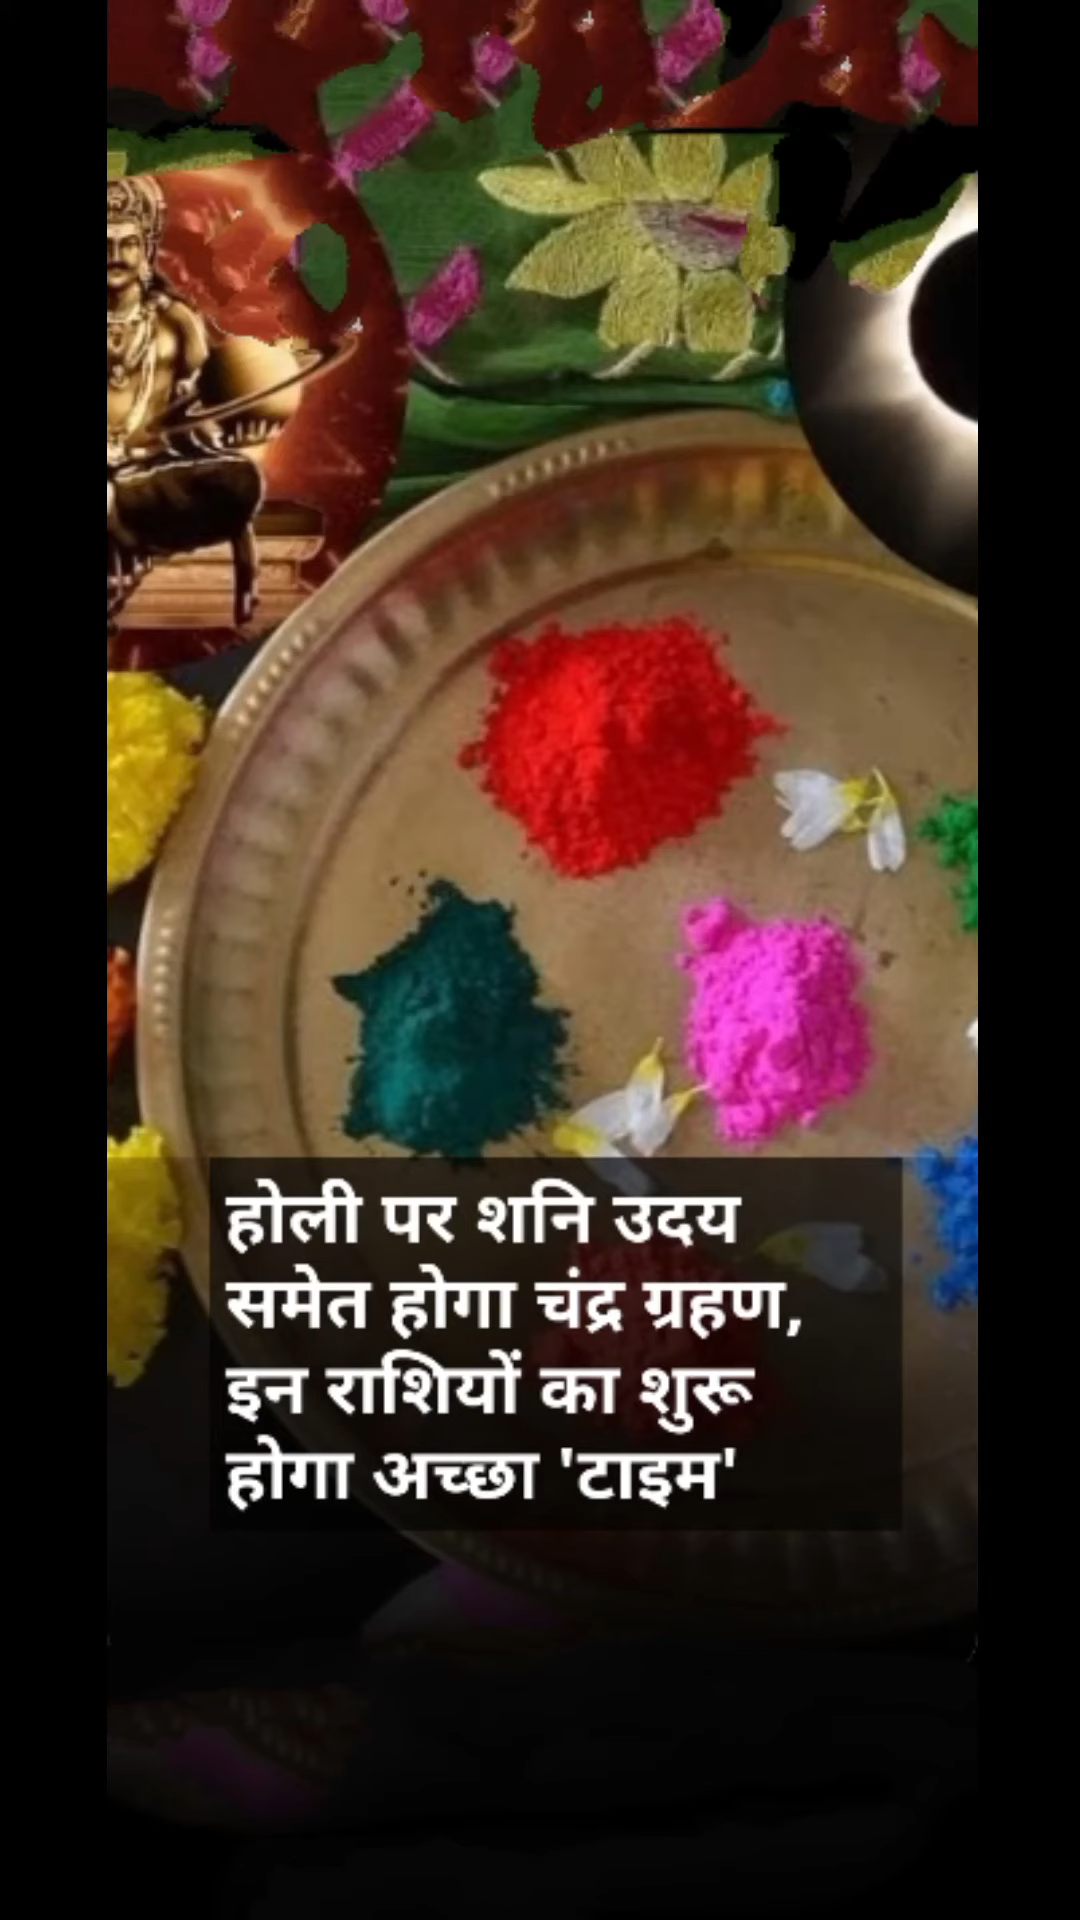 होली पर शनि उदय
समेत होगा चंद्र ग्रहण,
इन राशियों का शुरू
होगा अच्छा 'टाइम'